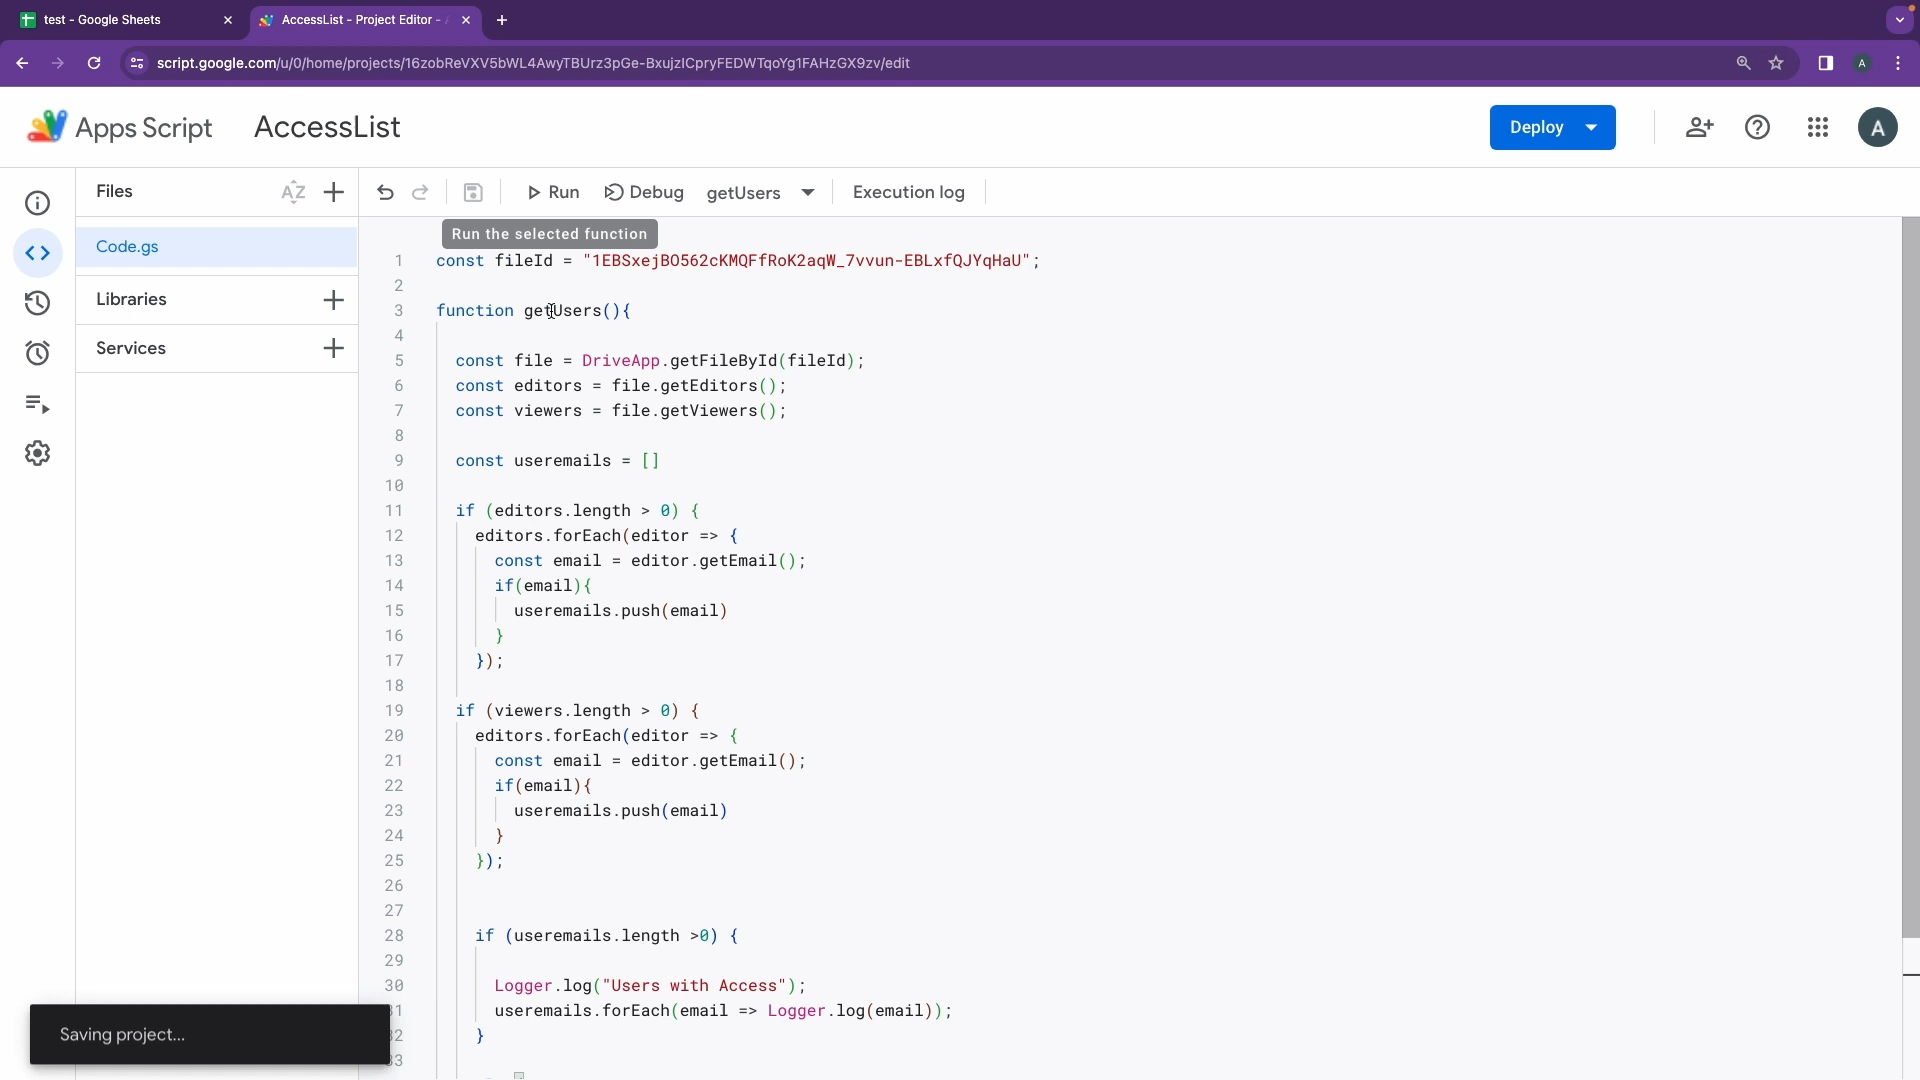 test - Google Sheets
AccessList - Project Editor -
script.google.com/u/0/home/projects/16zobReVXV5bWL4AwyTBUrz3pGe-BxujzICpryFEDWTqoYg1FAHzGX9zv/edit
A
Apps Script
AccessList
Deploy
A
Files
AZ
Run
Debug
getUsers
Execution log
Run the selected function
Code.gs
Libraries
Services
1 const fileId = "1EBSxejBO562cKMQFfRoK2aqW_7vvun-EBLxfQJYqHaU";
2
3 function getUsers(){
4
5 const file = DriveApp.getFileById(fileId);
6 const editors = file.getEditors();
7 const viewers = file.getViewers();
8
9 const useremails = []
10
11 if (editors.length > 0) {
12 editors.forEach(editor => {
13 const email = editor.getEmail();
14 if(email){
15 useremails.push(email)
16 }
17 });
18
19 if (viewers.length > 0) {
20 editors.forEach(editor => {
21 const email = editor.getEmail();
22 if(email){
23 useremails.push(email)
24 }
25 });
26
27
28 if (useremails.length >0) {
29
30 Logger.log("Users with Access");
31 useremails.forEach(email => Logger.log(email));
32 }
33
Saving project...